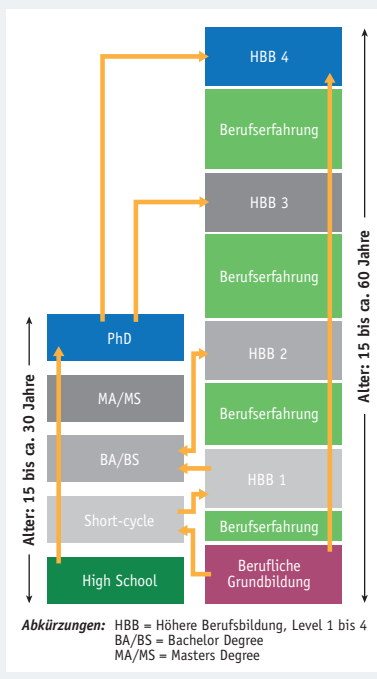 HBB 4
Berufserfahrung
HBB 3
Berufserfahrung
HBB 2
Berufserfahrung
HBB 1
Berufserfahrung
Berufliche
Grundbildung
PhD
MA/MS
BA/BS
Short-cycle
High School
Alter: 15 bis ca. 30 Jahre
Alter: 15 bis ca. 60 Jahre
Abkürzungen: HBB = Höhere Berufsbildung, Level 1 bis 4
BA/BS = Bachelor Degree
MA/MS = Masters Degree